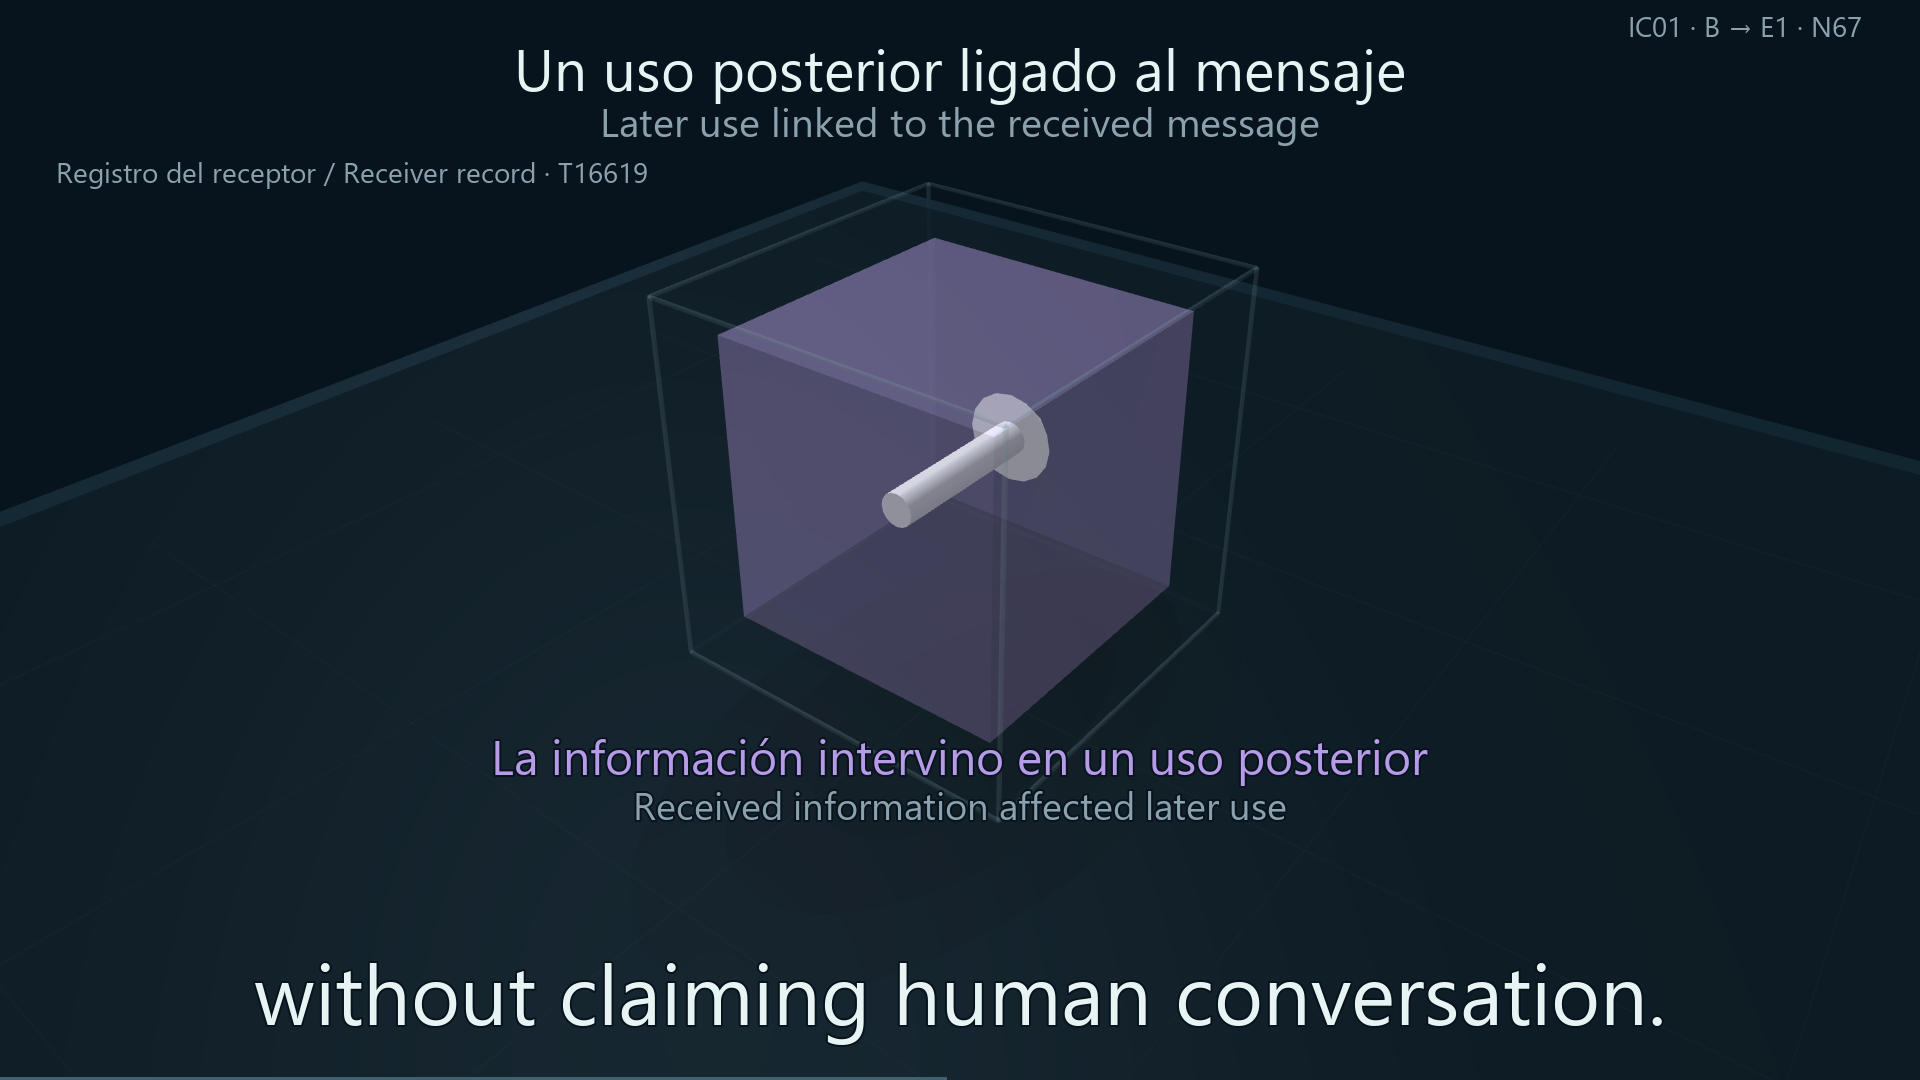 IC01 · B → E1 · N67
Un uso posterior ligado al mensaje
Later use linked to the received message
Registro del receptor / Receiver record · T16619
La información intervino en un uso posterior
Received information affected later use
without claiming human conversation.